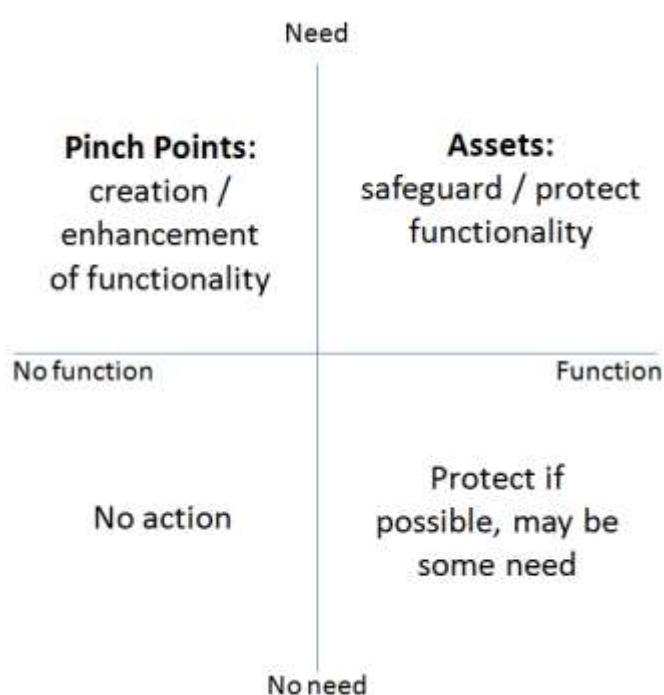 Need
Pinch Points:
creation /
enhancement
of functionality
Assets:
safeguard / protect
functionality
No function
Function
No action
Protect if
possible, may be
some need
No need